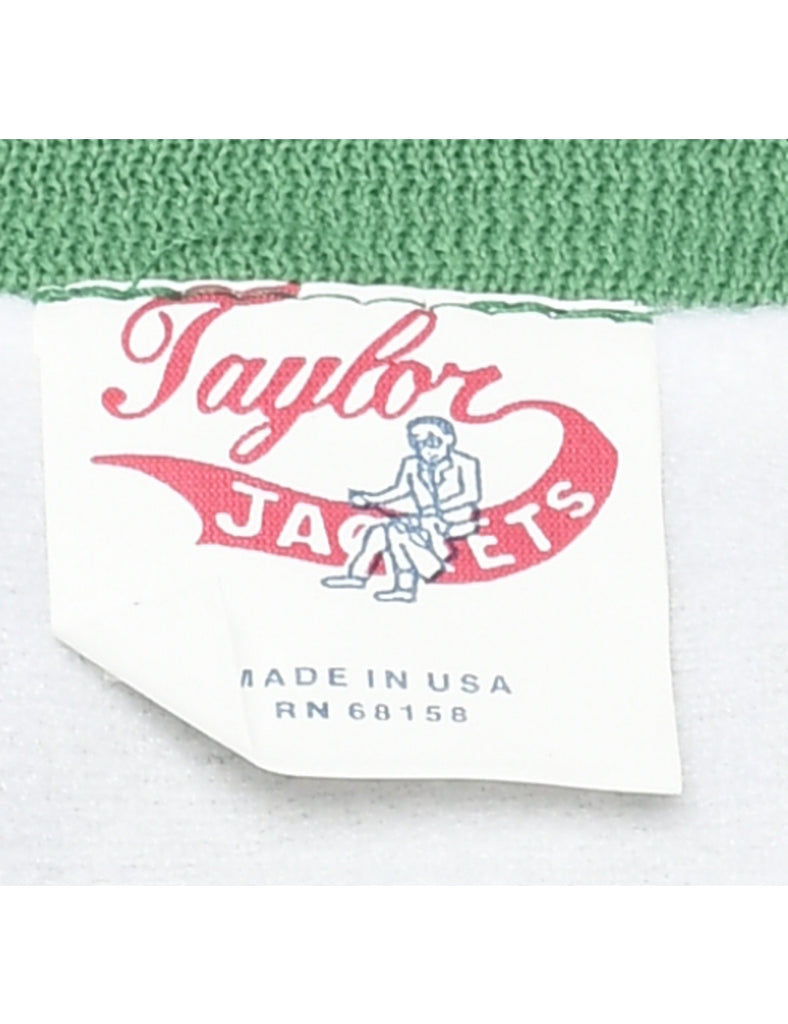 Taylor
JACKETS
MADE IN USA
RN 68158